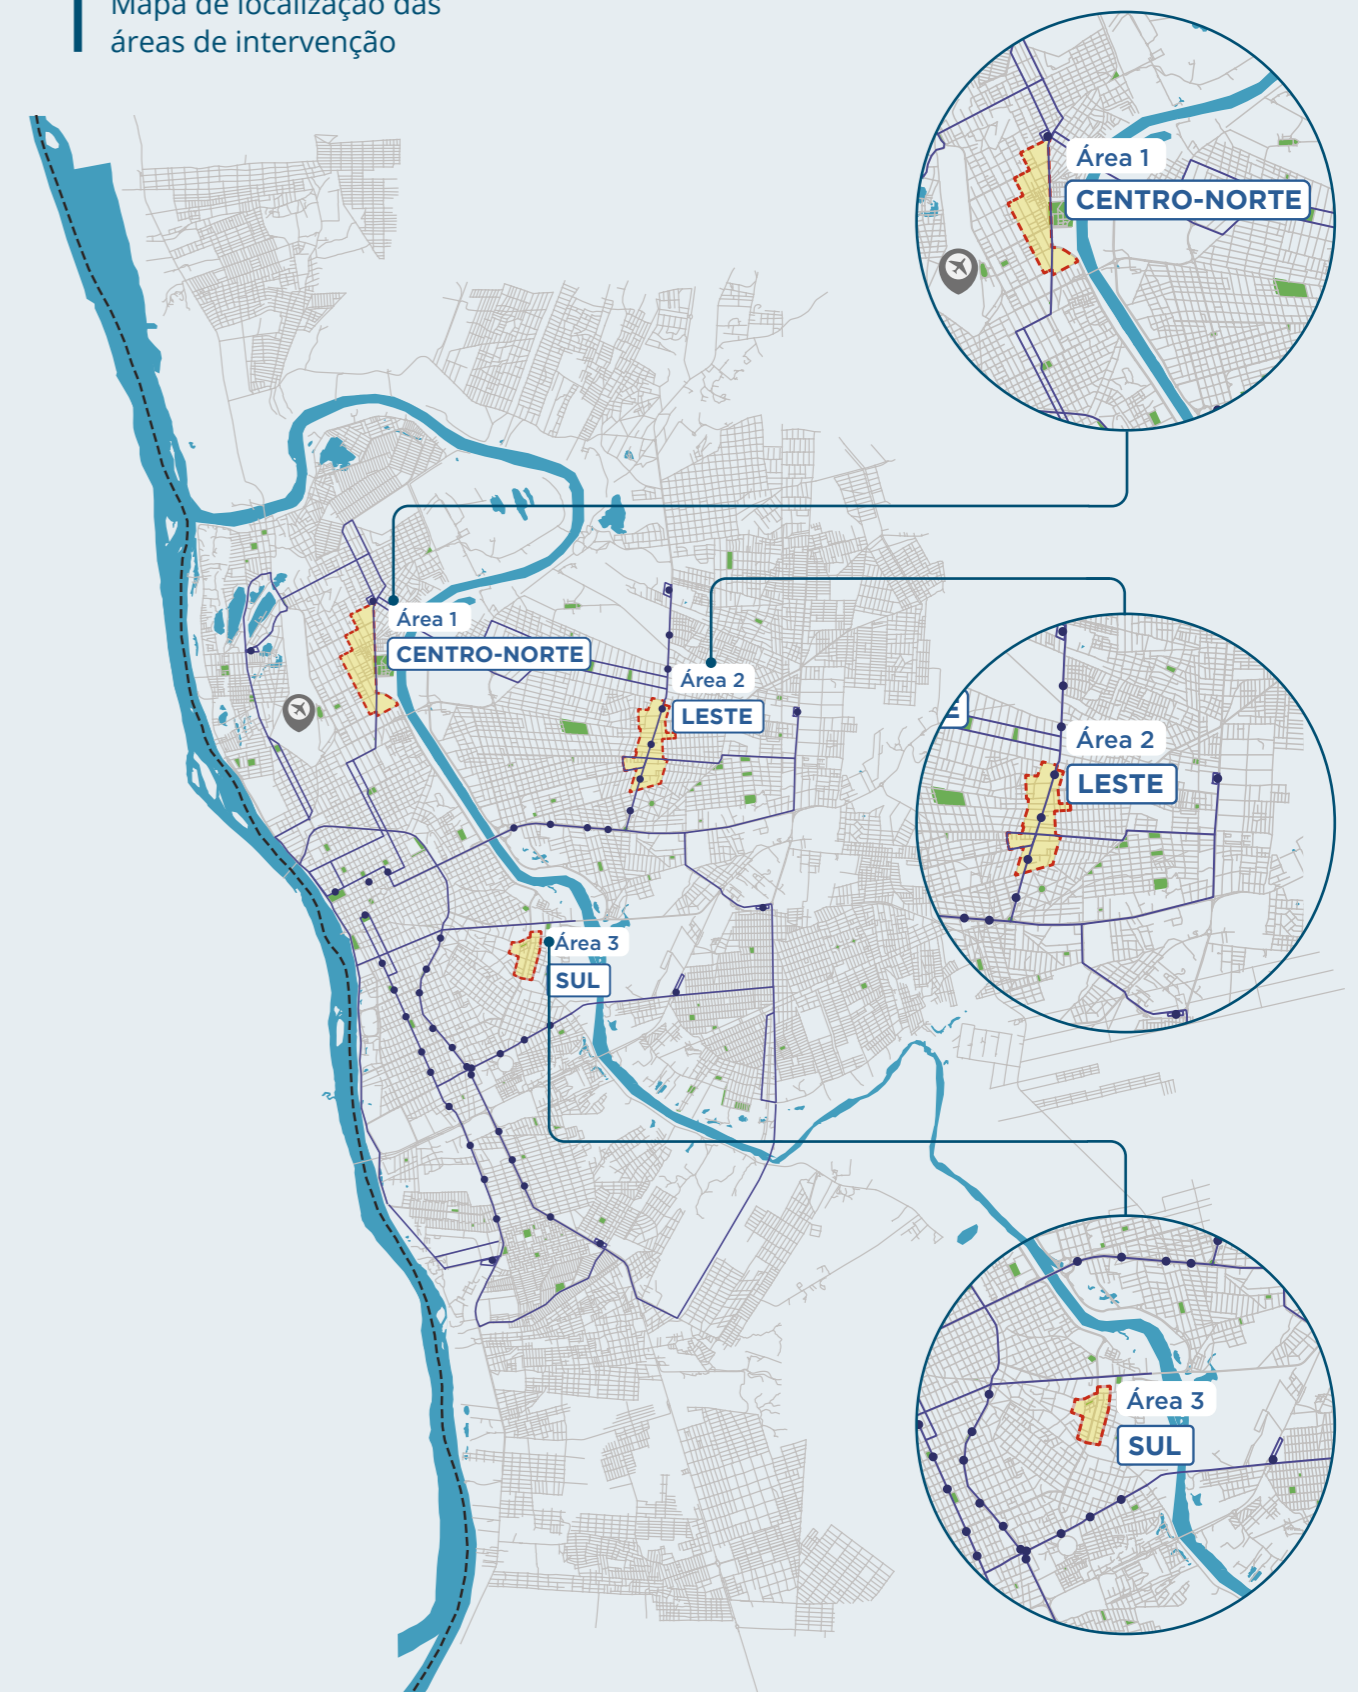 Mapa de localização das
áreas de intervenção
Área 1
CENTRO-NORTE
Área 1
CENTRO-NORTE
Área 2
LESTE
E
Área 2
LESTE
Área 3
SUL
Área 3
SUL